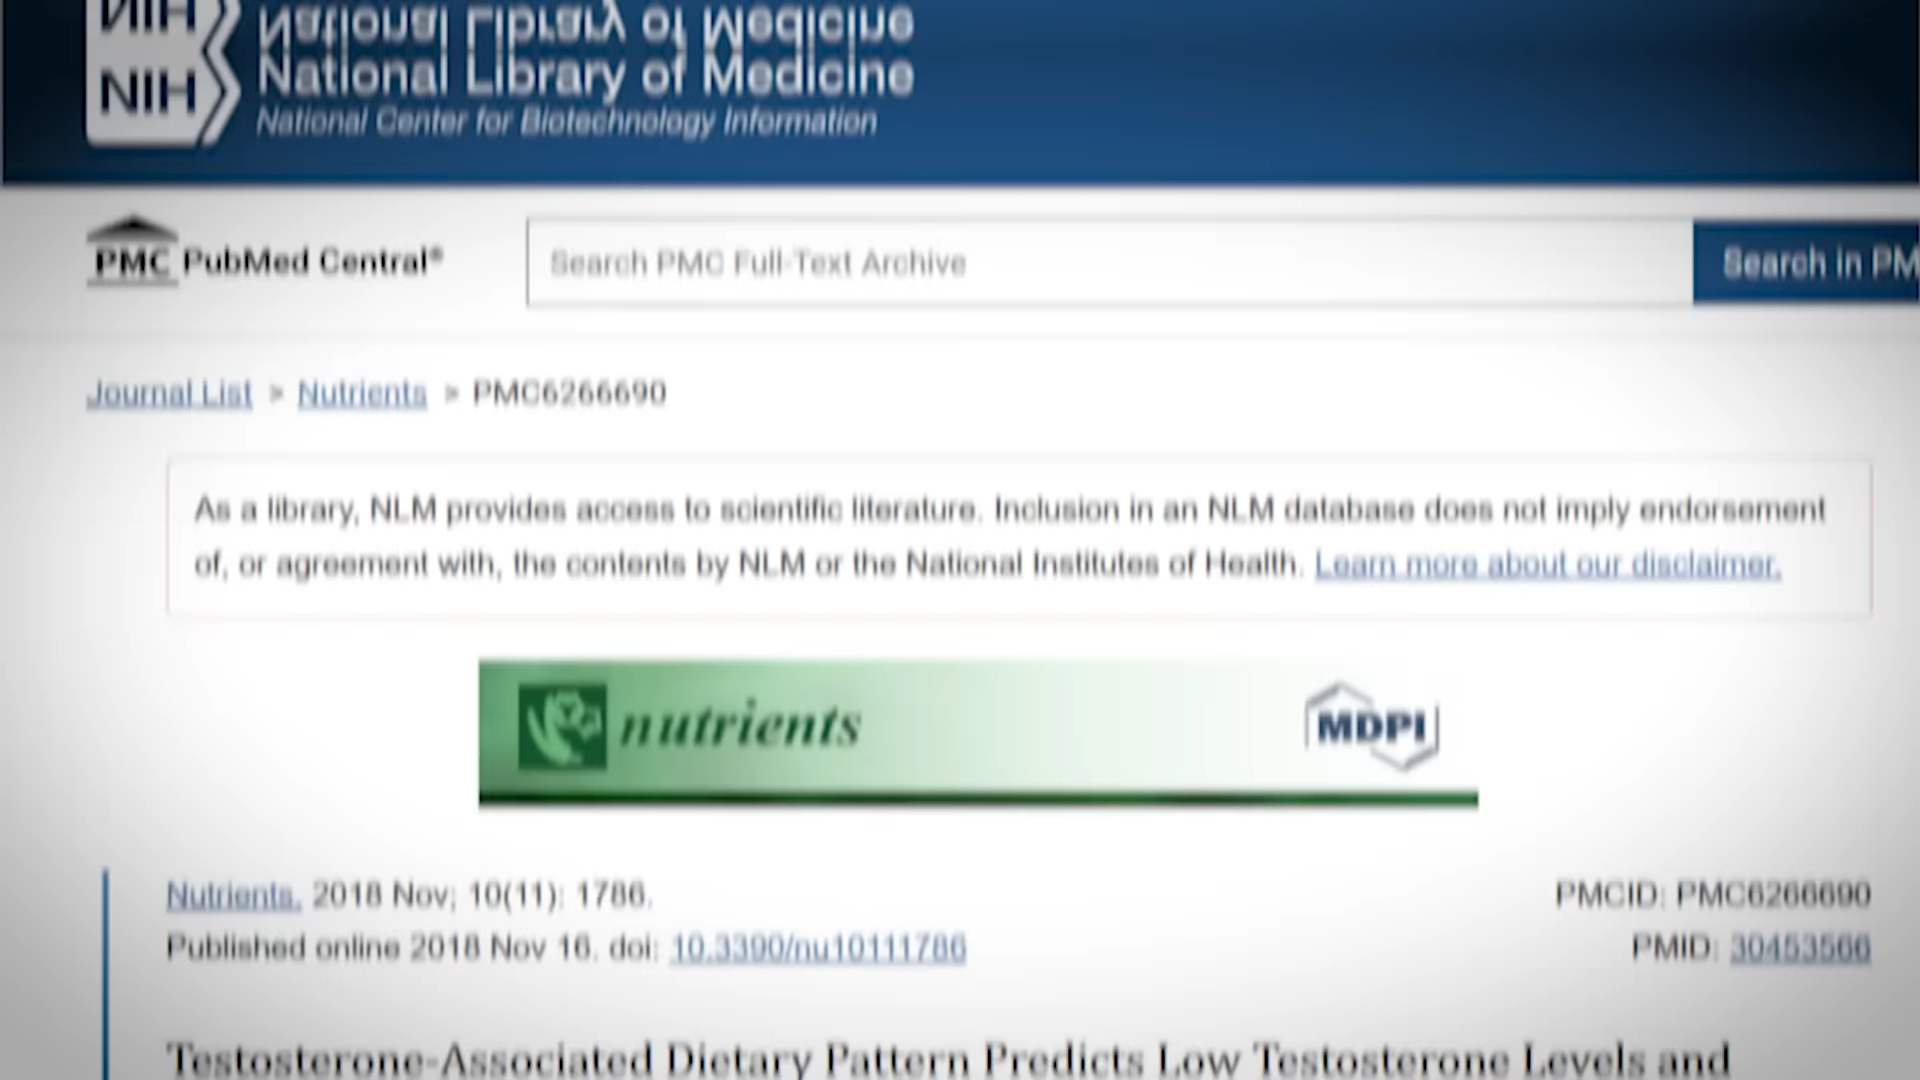 NIH
National Library of Medicine
NIH
National Library of Medicine
National Center for Biotechnology Information
PMC PubMed Central®
Search PMC Full-Text Archive
Search in PM
Journal List > Nutrients > PMC6266690
As a library, NLM provides access to scientific literature. Inclusion in an NLM database does not imply endorsement
of, or agreement with, the contents by NLM or the National Institutes of Health. Learn more about our disclaimer.
nutrients
MDPI
Nutrients. 2018 Nov; 10(11): 1786.
PMCID: PMC6266690
Published online 2018 Nov 16. doi: 10.3390/nu10111786
PMID: 30453566
Testosterone-Associated Dietary Pattern Predicts Low Testosterone Levels and